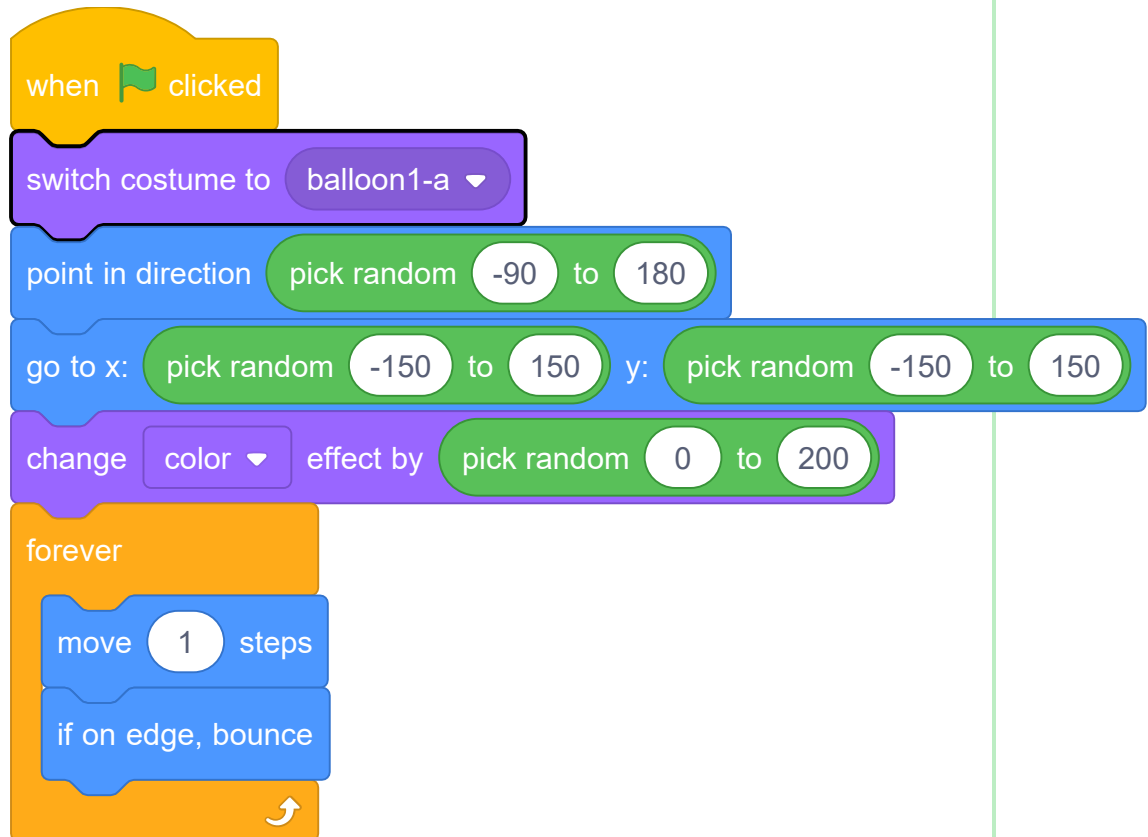 when clicked
switch costume to balloon1-a
point in direction pick random -90 to 180
go to x: pick random -150 to 150 y: pick random -150 to 150
change color effect by pick random 0 to 200
forever
move 1 steps
if on edge, bounce